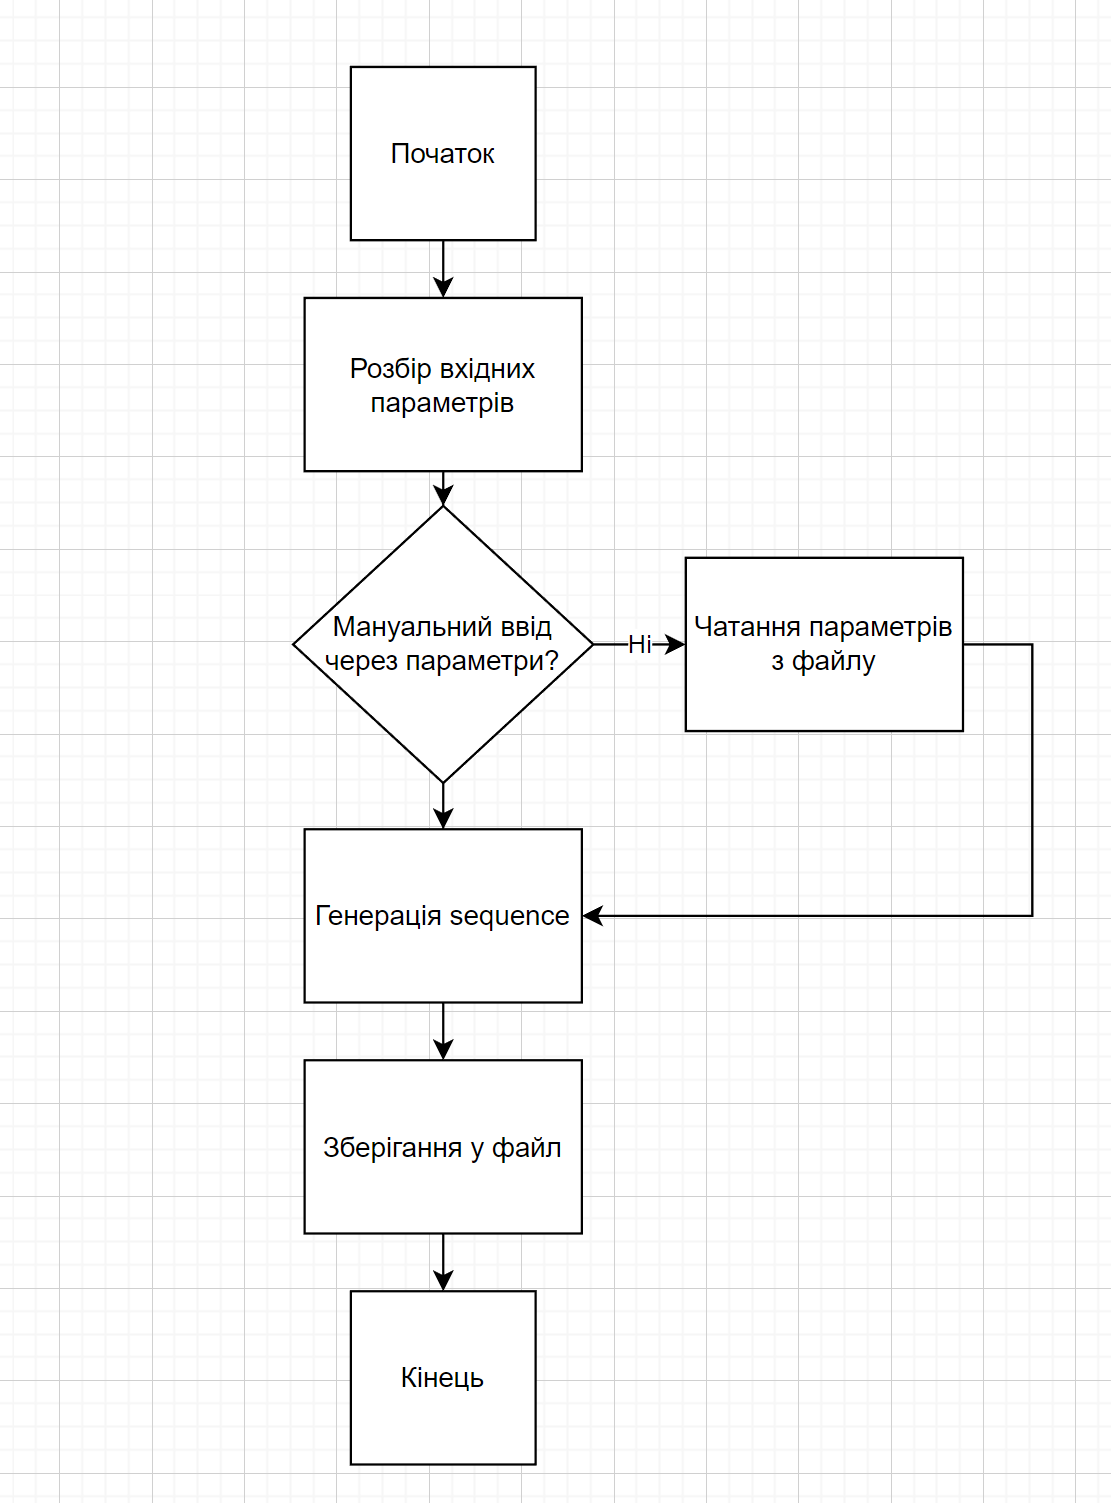 Початок
Розбір вхідних
параметрів
Мануальний ввід
через параметри?
Ні
Чатання параметрів
з файлу
Генерація sequence
Зберігання у файл
Кінець